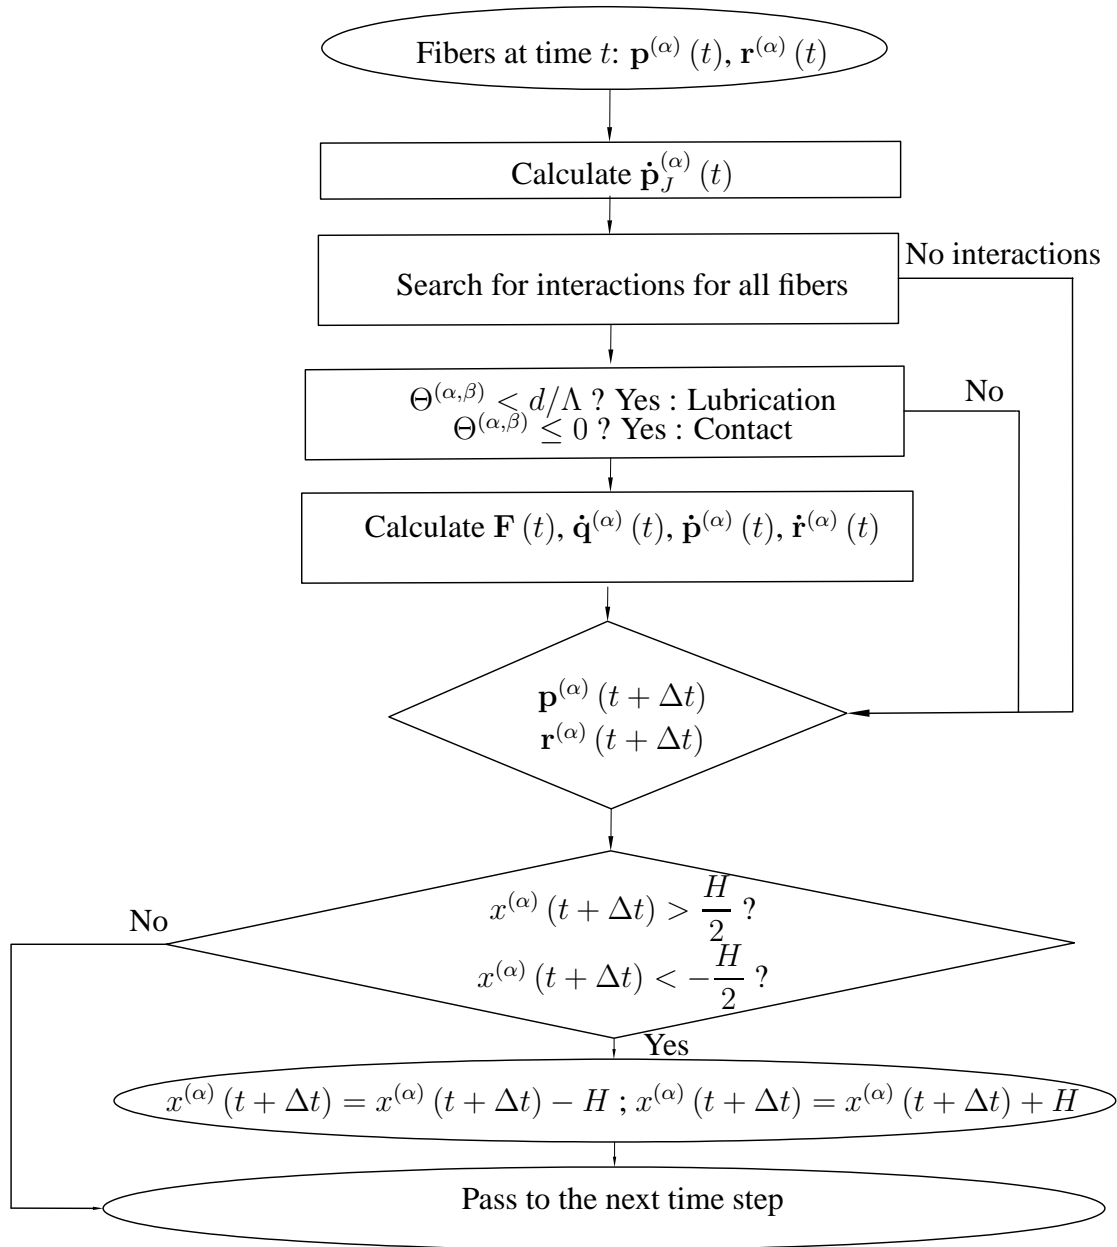 Fibers at time t: p^(α) (t), r^(α) (t)
Calculate ṗ_J^(α) (t)
No interactions
Search for interactions for all fibers
Θ^(α,β) < d/Λ ? Yes : Lubrication
No
Θ^(α,β) ≤ 0 ? Yes : Contact
Calculate F (t), q̇^(α) (t), ṗ^(α) (t), ṙ^(α) (t)
p^(α) (t + Δt)
r^(α) (t + Δt)
x^(α) (t + Δt) > H/2 ?
No
x^(α) (t + Δt) < −H/2 ?
Yes
x^(α) (t + Δt) = x^(α) (t + Δt) − H ; x^(α) (t + Δt) = x^(α) (t + Δt) + H
Pass to the next time step